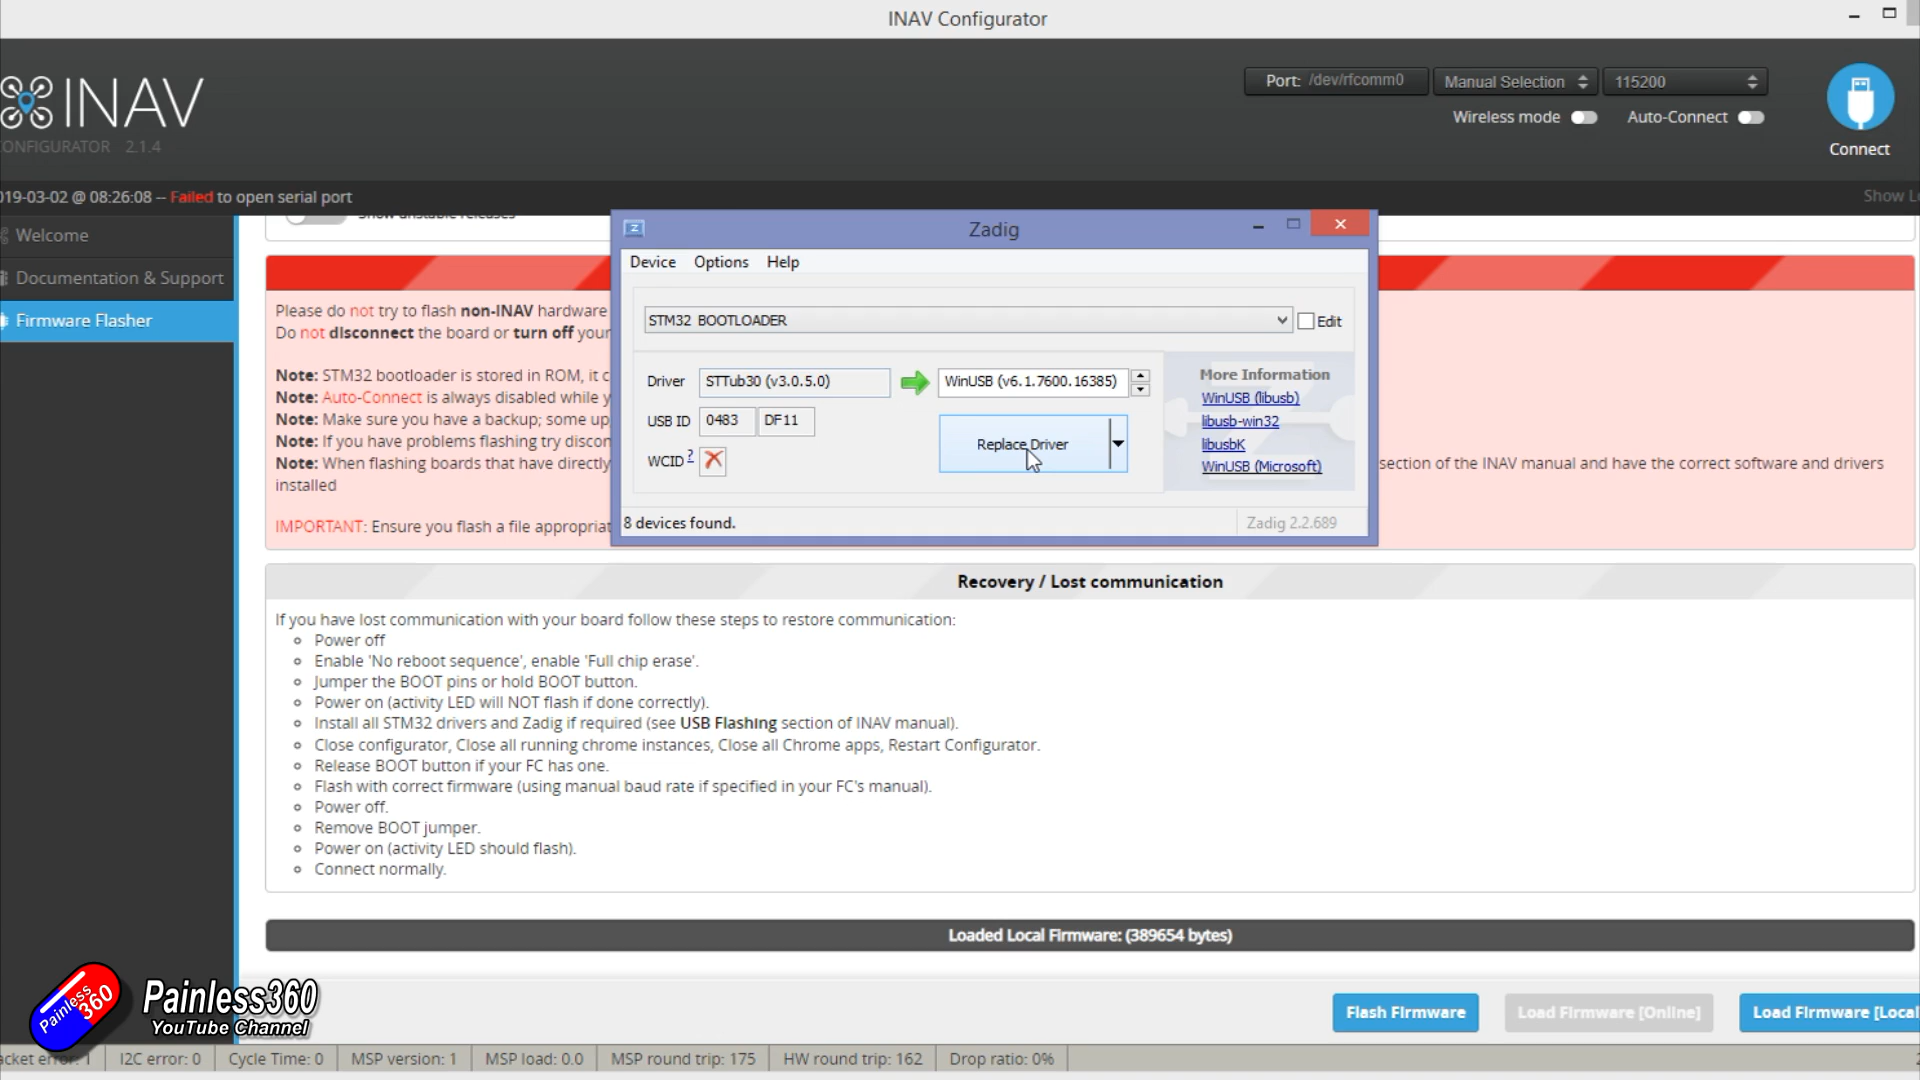 INAV Configurator
INAV
ONFIGURATOR 2.1.4
Port: /dev/rfcomm0
Manual Selection
115200
Wireless mode
Auto-Connect
Connect
019-03-02 @ 08:26:08 -- Failed to open serial port
Show Lo
Welcome
Documentation & Support
Firmware Flasher
Show unstable releases
Please do not try to flash non-INAV hardware
Do not disconnect the board or turn off your
Note: STM32 bootloader is stored in ROM, it c
Note: Auto-Connect is always disabled while y
Note: Make sure you have a backup; some up
Note: If you have problems flashing try discon
Note: When flashing boards that have directly
section of the INAV manual and have the correct software and drivers
installed
IMPORTANT: Ensure you flash a file appropriat
Zadig
Device Options Help
STM32 BOOTLOADER
Edit
Driver
STTub30 (v3.0.5.0)
WinUSB (v6.1.7600.16385)
USB ID
0483 DF11
WCID ?
Replace Driver
More Information
WinUSB (libusb)
libusb-win32
libusbK
WinUSB (Microsoft)
8 devices found.
Zadig 2.2.689
Recovery / Lost communication
If you have lost communication with your board follow these steps to restore communication:
Power off
Enable 'No reboot sequence', enable 'Full chip erase'.
Jumper the BOOT pins or hold BOOT button.
Power on (activity LED will NOT flash if done correctly).
Install all STM32 drivers and Zadig if required (see USB Flashing section of INAV manual).
Close configurator, Close all running chrome instances, Close all Chrome apps, Restart Configurator.
Release BOOT button if your FC has one.
Flash with correct firmware (using manual baud rate if specified in your FC's manual).
Power off.
Remove BOOT jumper.
Power on (activity LED should flash).
Connect normally.
Loaded Local Firmware: (389654 bytes)
Painless
360
Painless360
YouTube Channel
Flash Firmware
Load Firmware [Online]
Load Firmware [Local
acket error: 1
I2C error: 0
Cycle Time: 0
MSP version: 1
MSP load: 0.0
MSP round trip: 175
HW round trip: 162
Drop ratio: 0%
2